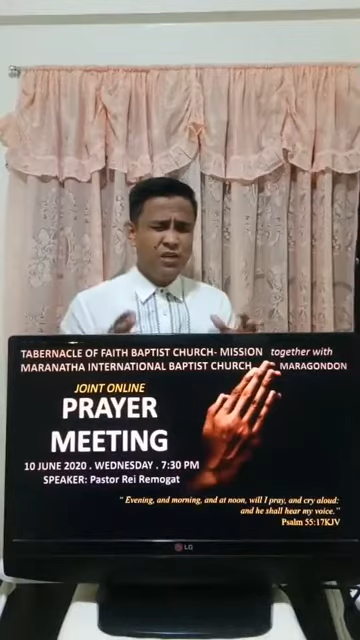 TABERNACLE OF FAITH BAPTIST CHURCH- MISSION together with
MARANATHA INTERNATIONAL BAPTIST CHURCH - MARAGONDON
JOINT ONLINE
PRAYER
MEETING
10 JUNE 2020 . WEDNESDAY . 7:30 PM
SPEAKER: Pastor Rei Remogat
" Evening, and morning, and at noon, will I pray, and cry aloud:
and he shall hear my voice."
Psalm 55:17KJV
LG